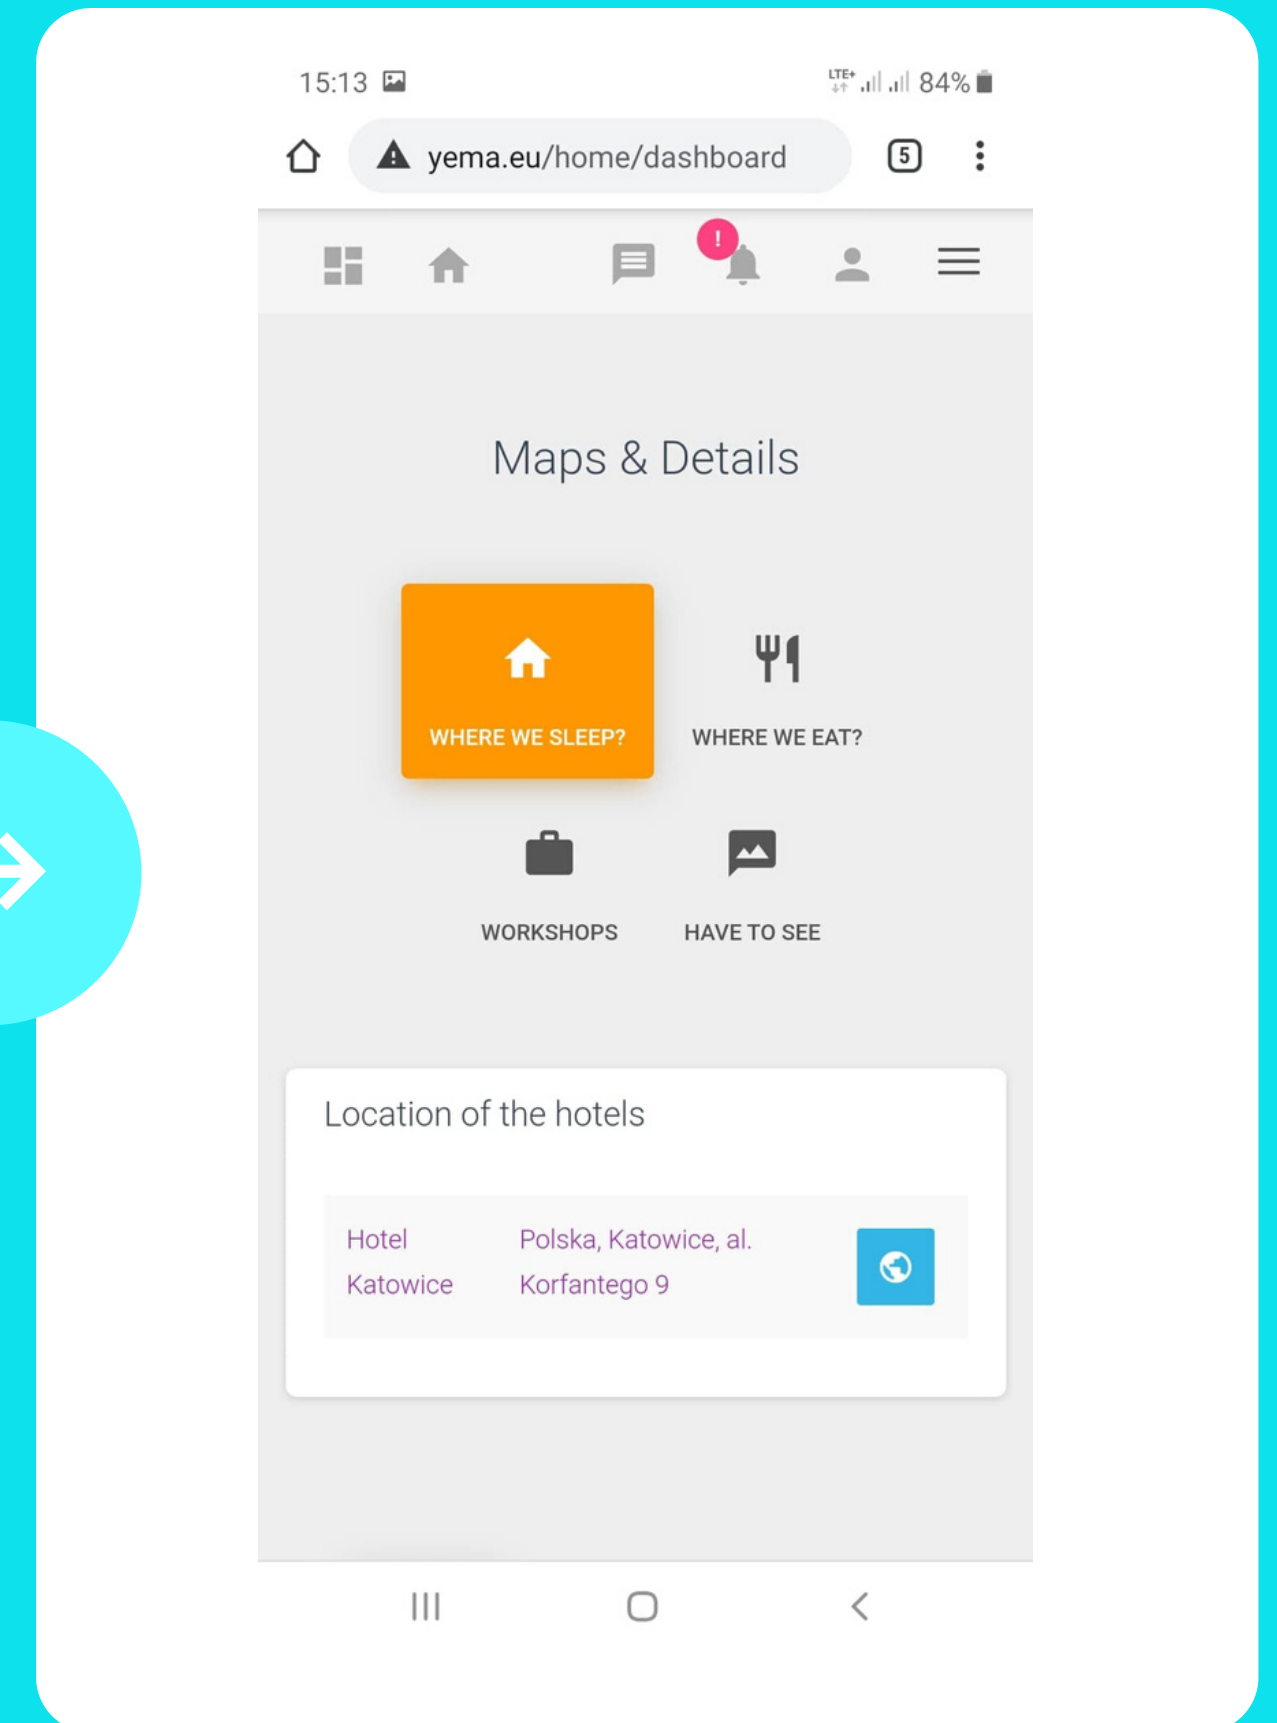 15:13
LTE+ 84%
yema.eu/home/dashboard
5
!
Maps & Details
WHERE WE SLEEP?
WHERE WE EAT?
WORKSHOPS
HAVE TO SEE
Location of the hotels
Hotel
Katowice
Polska, Katowice, al.
Korfantego 9